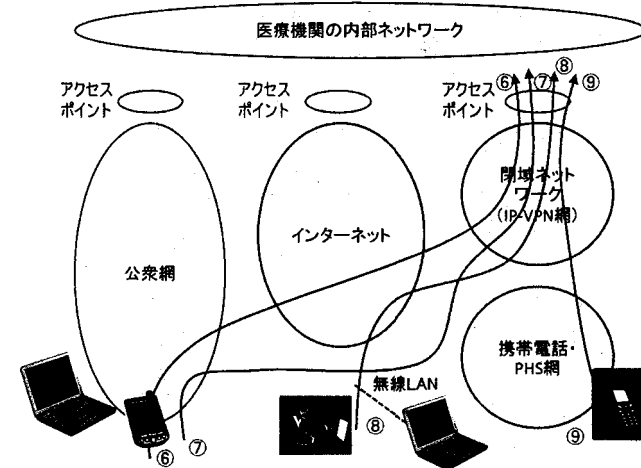 医療機関の内部ネットワーク
アクセス
ポイント
アクセス
ポイント
アクセス
ポイント
⑥
⑦
⑧
⑨
閉域ネット
ワーク
(IP-VPN網)
インターネット
公衆網
携帯電話・
PHS網
無線LAN
⑥
⑦
⑧
⑨